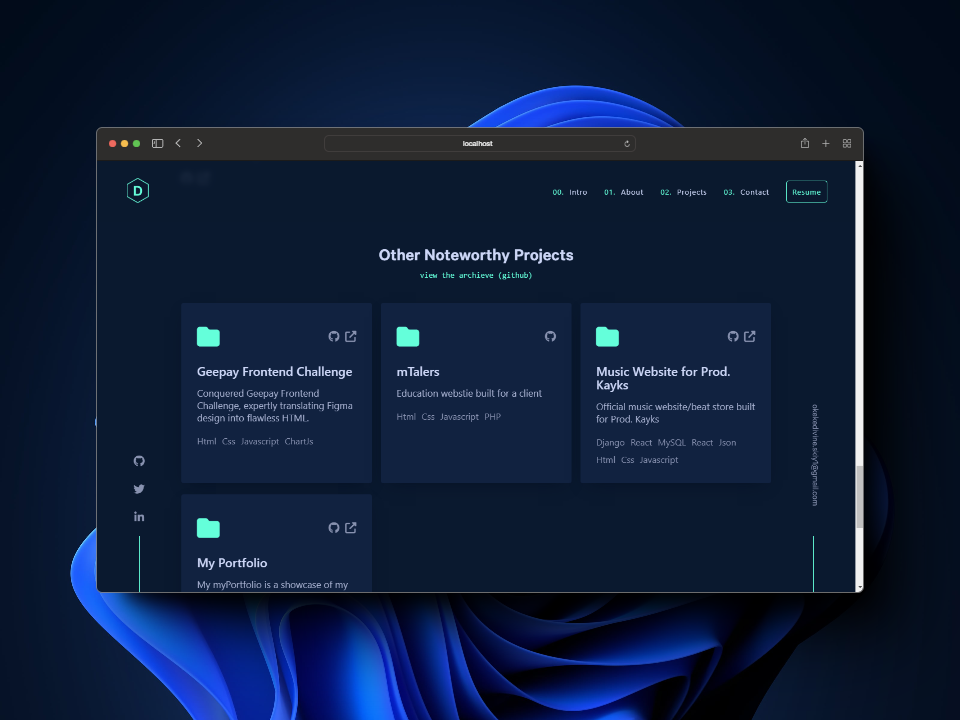 localhost
D
00. Intro 01. About 02. Projects 03. Contact Resume
Other Noteworthy Projects
view the archieve (github)
Geepay Frontend Challenge
Conquered Geepay Frontend
Challenge, expertly translating Figma
design into flawless HTML.
Html Css Javascript ChartJs
mTalers
Education webstie built for a client
Html Css Javascript PHP
Music Website for Prod.
Kayks
Official music website/beat store built
for Prod. Kayks
Django React MySQL React Json
Html Css Javascript
My Portfolio
My myPortfolio is a showcase of my